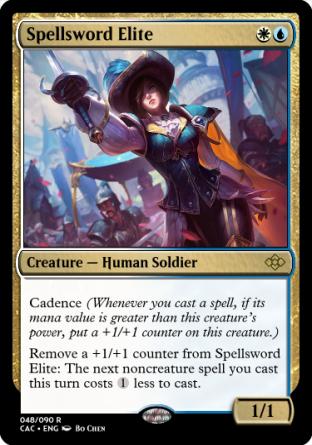 Spellsword Elite
Creature — Human Soldier
Cadence (Whenever you cast a spell, if its
mana value is greater than this creature's
power, put a +1/+1 counter on this creature.)
Remove a +1/+1 counter from Spellsword
Elite: The next noncreature spell you cast
this turn costs 1 less to cast.
1/1
048/090 R
CAC • ENG Bo Chen